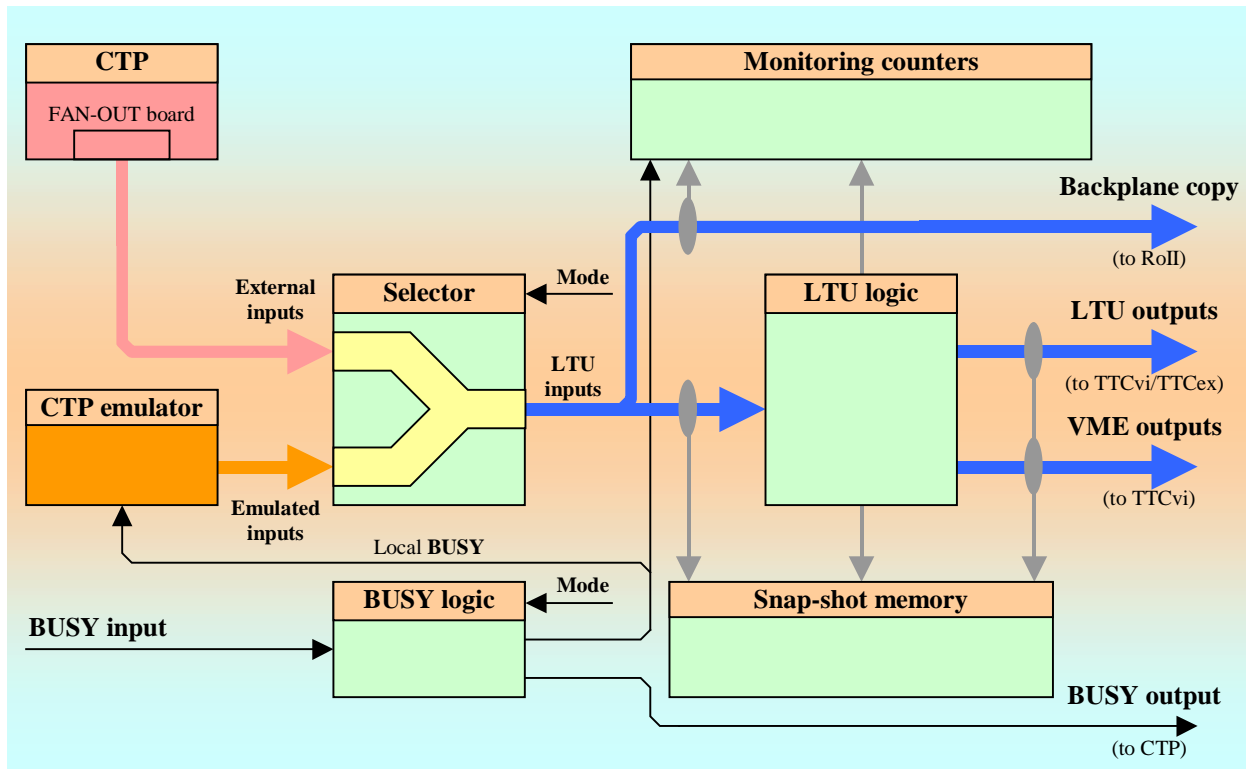 CTP
FAN-OUT board
Monitoring counters
Backplane copy
(to RoII)
External
inputs
Selector
Mode
LTU logic
LTU outputs
(to TTCvi/TTCex)
LTU
inputs
CTP emulator
VME outputs
(to TTCvi)
Emulated
inputs
Local BUSY
BUSY logic
Mode
Snap-shot memory
BUSY input
BUSY output
(to CTP)